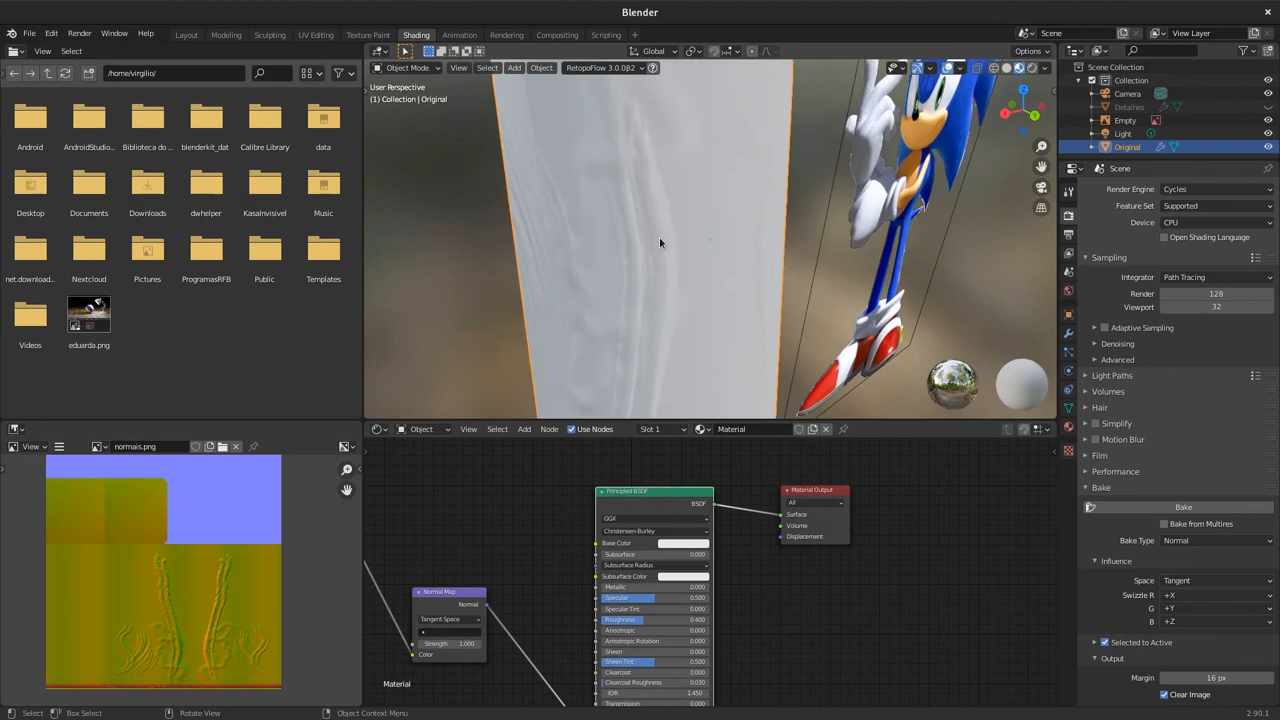 Blender
File Edit Render Window Help
Layout Modeling Sculpting UV Editing Texture Paint Shading Animation Rendering Compositing Scripting +
Scene
View Layer
View Select
Global
Options
/home/virgilio/
Object Mode View Select Add Object RetopoFlow 3.0.0β2
User Perspective
(1) Collection | Original
Android
AndroidStudio...
Biblioteca do ...
blenderkit_dat
Calibre Library
data
Desktop
Documents
Downloads
dwhelper
KasaInvisivel
Music
net.download...
Nextcloud
Pictures
ProgramasRFB
Public
Templates
Videos
eduarda.png
Scene Collection
Collection
Camera
Detalhes
Empty
Light
Original
Scene
Render Engine Cycles
Feature Set Supported
Device CPU
Open Shading Language
Sampling
Integrator Path Tracing
Render 128
Viewport 32
Adaptive Sampling
Denoising
Advanced
Light Paths
Volumes
Hair
Simplify
Motion Blur
Film
Performance
Bake
Bake
Bake from Multires
Bake Type Normal
Influence
Space Tangent
Swizzle R +X
G +Y
B +Z
Selected to Active
Output
Margin 16 px
Clear Image
View
normais.png
Object View Select Add Node Use Nodes Slot 1 Material
Normal Map
Normal
Tangent Space
Strength 1.000
Color
Material
Principled BSDF
BSDF
GGX
Christensen-Burley
Base Color
Subsurface 0.000
Subsurface Radius
Subsurface Color
Metallic 0.000
Specular 0.500
Specular Tint 0.000
Roughness 0.400
Anisotropic 0.000
Anisotropic Rotation 0.000
Sheen 0.000
Sheen Tint 0.500
Clearcoat 0.000
Clearcoat Roughness 0.030
IOR 1.450
Transmission 0.000
Material Output
All
Surface
Volume
Displacement
Select
Box Select
Rotate View
Object Context Menu
2.90.1